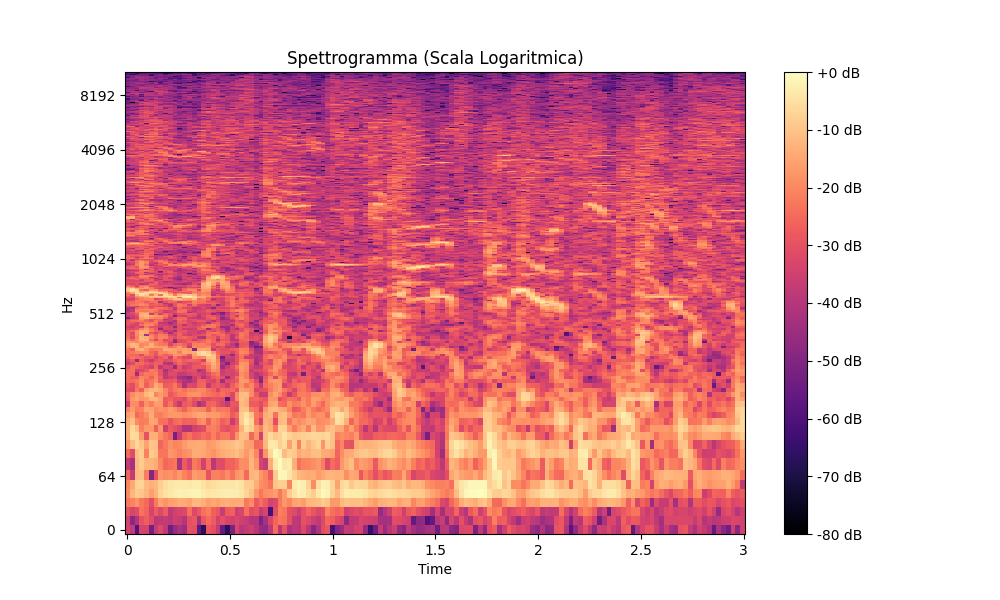 Spettrogramma (Scala Logaritmica)
Hz
8192
4096
2048
1024
512
256
128
64
0
0 0.5 1 1.5 2 2.5 3
Time
+0 dB
-10 dB
-20 dB
-30 dB
-40 dB
-50 dB
-60 dB
-70 dB
-80 dB